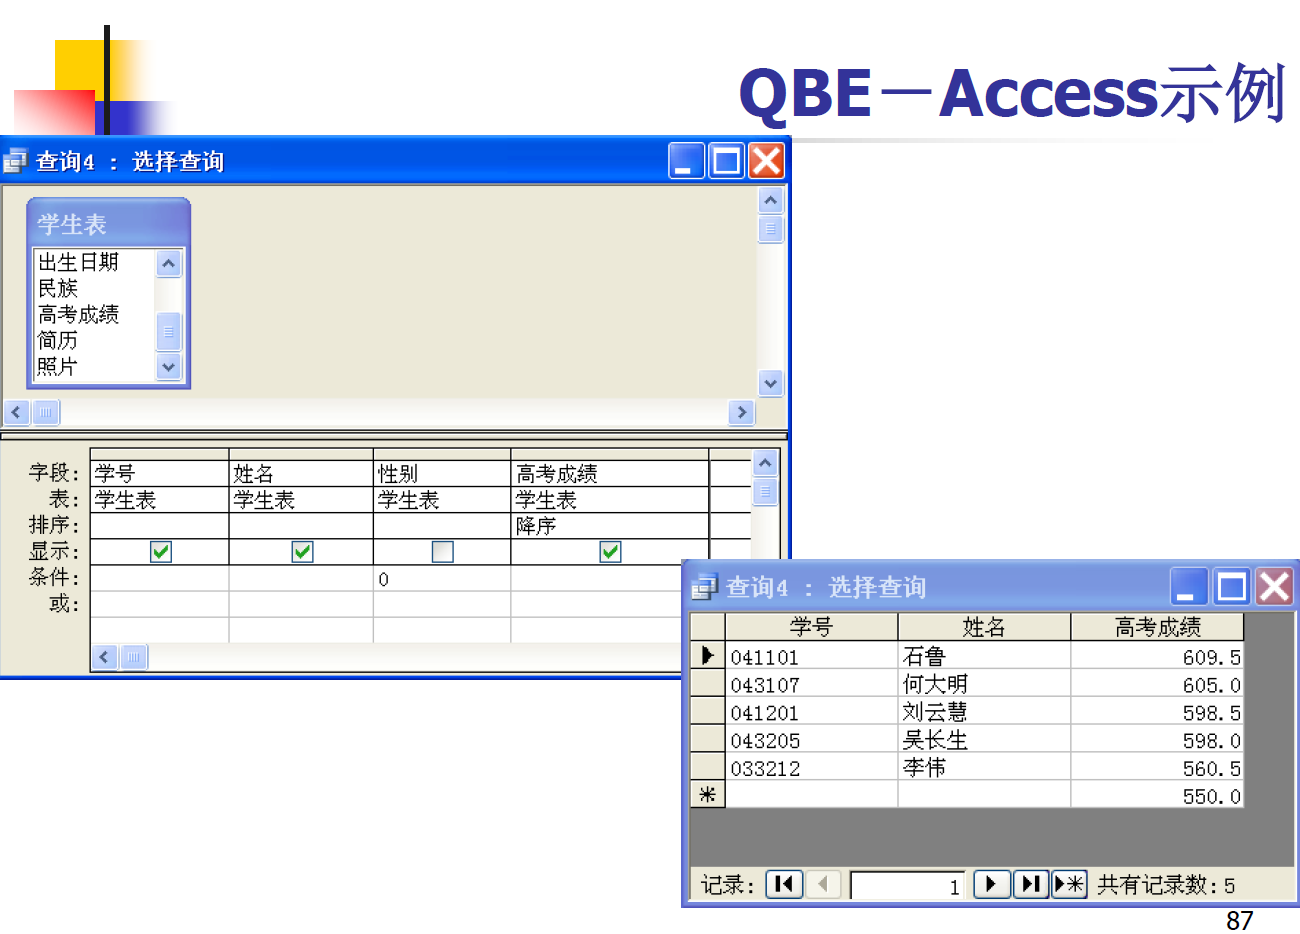 QBE－Access示例
查询4 : 选择查询
学生表
出生日期
民族
高考成绩
简历
照片
字段: 学号 姓名 性别 高考成绩
表: 学生表 学生表 学生表 学生表
排序: 降序
显示:
条件: 0
或:
查询4 : 选择查询
学号 姓名 高考成绩
041101 石鲁 609.5
043107 何大明 605.0
041201 刘云慧 598.5
043205 吴长生 598.0
033212 李伟 560.5
550.0
记录: 1 共有记录数: 5
87